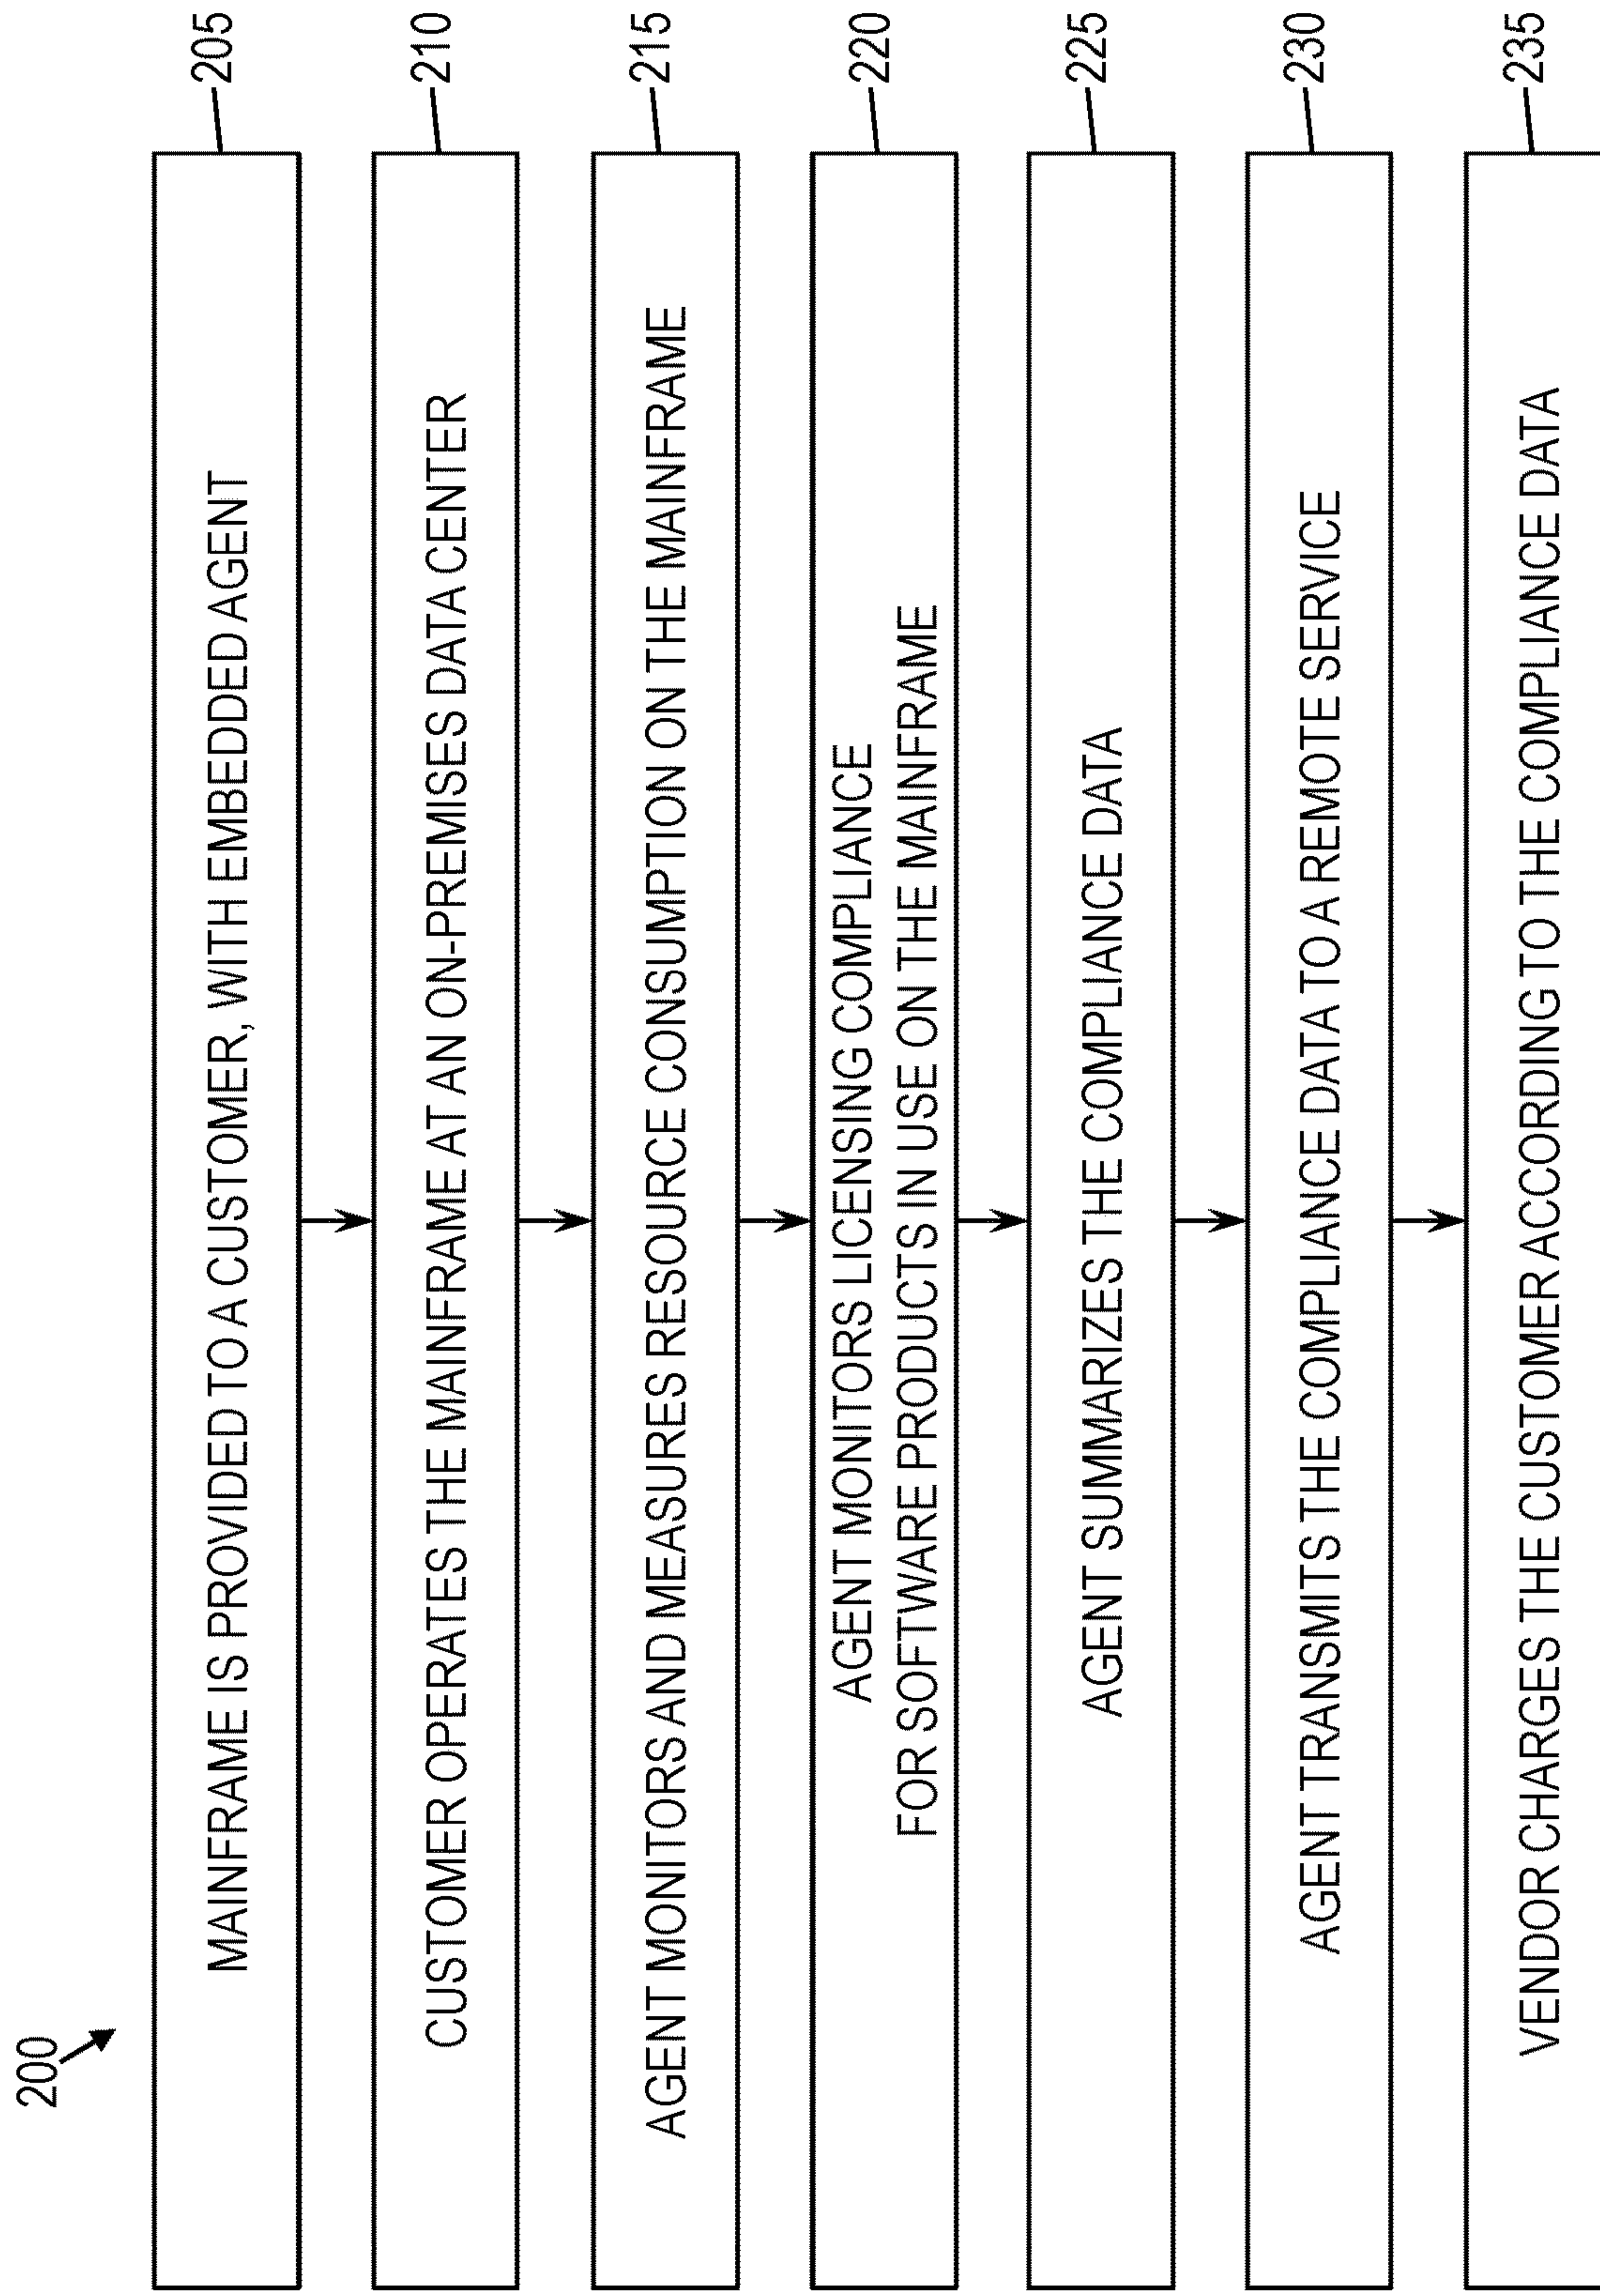 200
MAINFRAME IS PROVIDED TO A CUSTOMER, WITH EMBEDDED AGENT
205
CUSTOMER OPERATES THE MAINFRAME AT AN ON-PREMISES DATA CENTER
210
AGENT MONITORS AND MEASURES RESOURCE CONSUMPTION ON THE MAINFRAME
215
AGENT MONITORS LICENSING COMPLIANCE
FOR SOFTWARE PRODUCTS IN USE ON THE MAINFRAME
220
AGENT SUMMARIZES THE COMPLIANCE DATA
225
AGENT TRANSMITS THE COMPLIANCE DATA TO A REMOTE SERVICE
230
VENDOR CHARGES THE CUSTOMER ACCORDING TO THE COMPLIANCE DATA
235